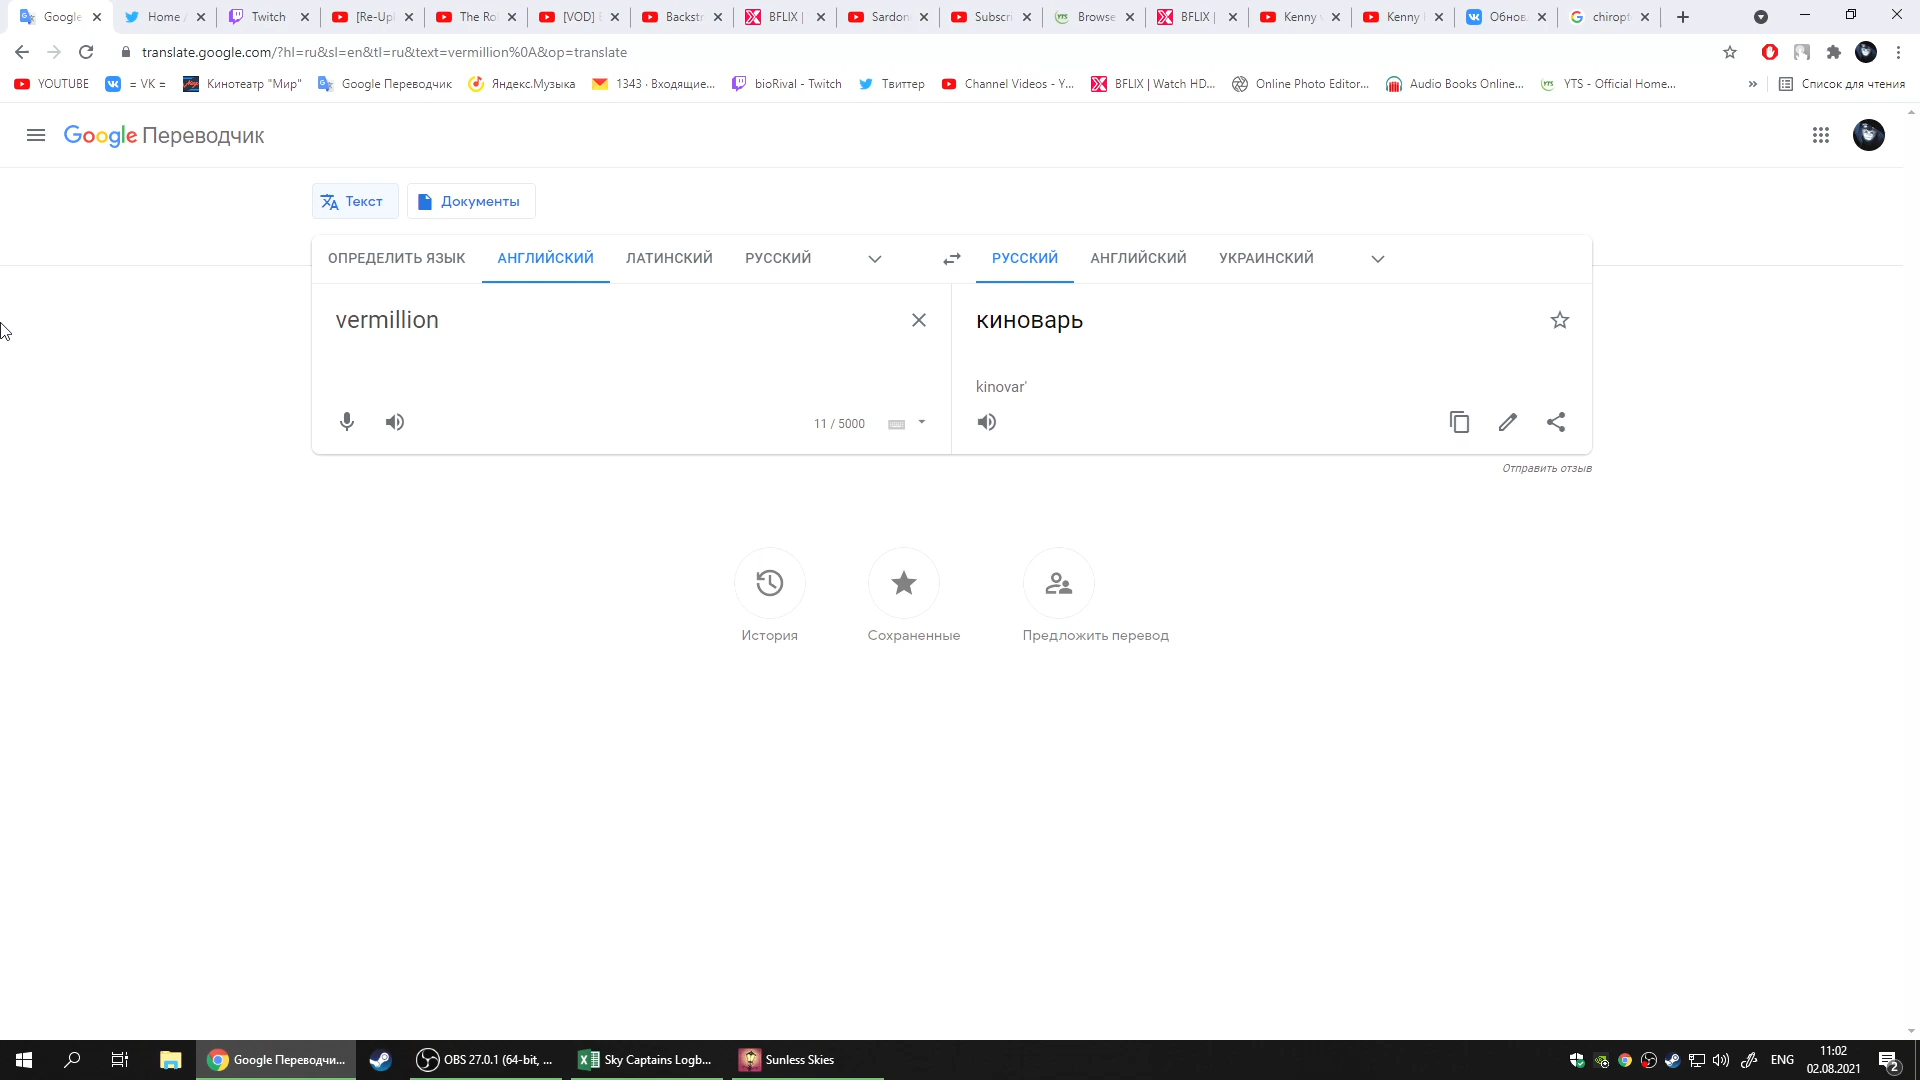 Google
Home /
Twitch
[Re-Upl
The Ro
[VOD] E
Backstr
BFLIX |
Sardon
Subscri
Browse
BFLIX |
Kenny v
Kenny
Обнов
chiropt
translate.google.com/?hl=ru&sl=en&tl=ru&text=vermillion%0A&op=translate
YOUTUBE
= VK =
Кинотеатр "Мир"
Google Переводчик
Яндекс.Музыка
1343 · Входящие...
bioRival - Twitch
Твиттер
Channel Videos - Y...
BFLIX | Watch HD...
Online Photo Editor...
Audio Books Online...
YTS - Official Home...
»
Список для чтения
Google Переводчик
Текст
Документы
ОПРЕДЕЛИТЬ ЯЗЫК
АНГЛИЙСКИЙ
ЛАТИНСКИЙ
РУССКИЙ
РУССКИЙ
АНГЛИЙСКИЙ
УКРАИНСКИЙ
vermillion
киноварь
kinovar'
11 / 5000
Отправить отзыв
История
Сохраненные
Предложить перевод
Google Переводчи...
OBS 27.0.1 (64-bit, ...
Sky Captains Logb...
Sunless Skies
ENG
11:02
02.08.2021
2